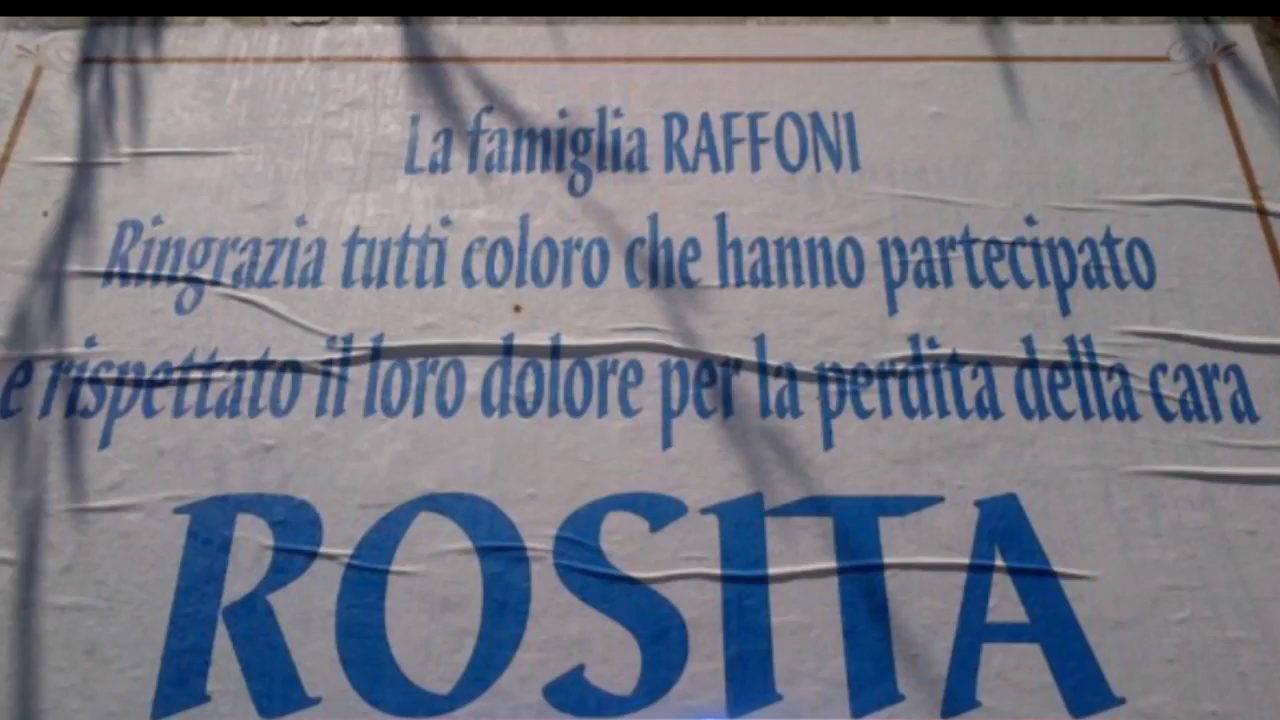 La famiglia RAFFONI
Ringrazia tutti coloro che hanno partecipato
e rispettato il loro dolore per la perdita della cara
ROSITA